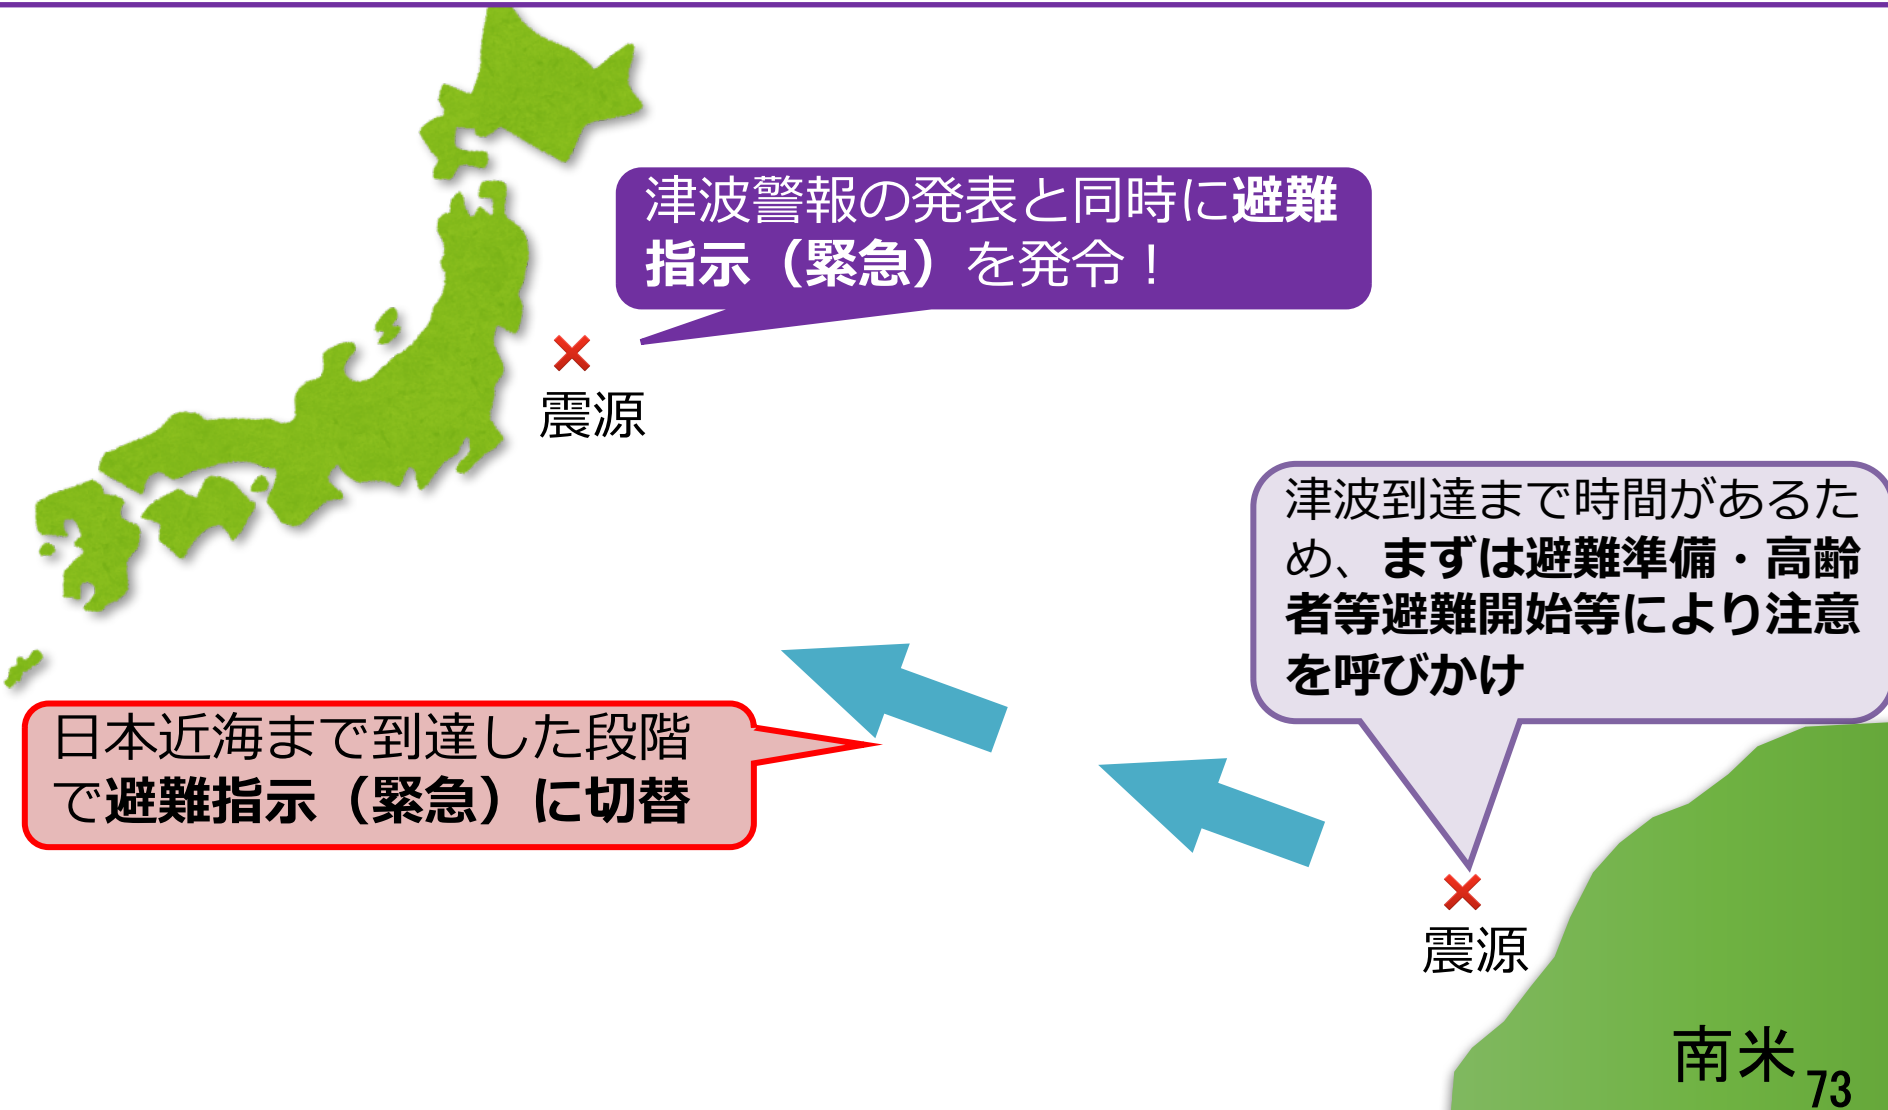 津波警報の発表と同時に避難
指示（緊急）を発令！
震源
津波到達まで時間があるた
め、まずは避難準備・高齢
者等避難開始等により注意
を呼びかけ
日本近海まで到達した段階
で避難指示（緊急）に切替
震源
南米
73